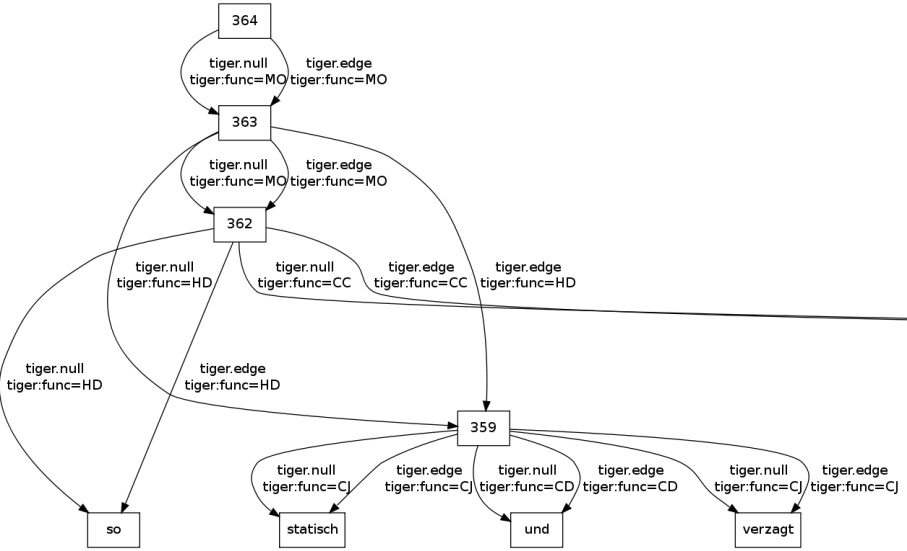 364
tiger.null
tiger:func=MO
tiger.edge
tiger:func=MO
363
tiger.null
tiger:func=MO
tiger.edge
tiger:func=MO
362
tiger.null
tiger:func=HD
tiger.null
tiger:func=CC
tiger.edge
tiger:func=CC
tiger.edge
tiger:func=HD
tiger.null
tiger:func=HD
tiger.edge
tiger:func=HD
359
tiger.null
tiger:func=CJ
tiger.edge
tiger:func=CJ
tiger.null
tiger:func=CD
tiger.edge
tiger:func=CD
tiger.null
tiger:func=CJ
tiger.edge
tiger:func=CJ
so
statisch
und
verzagt